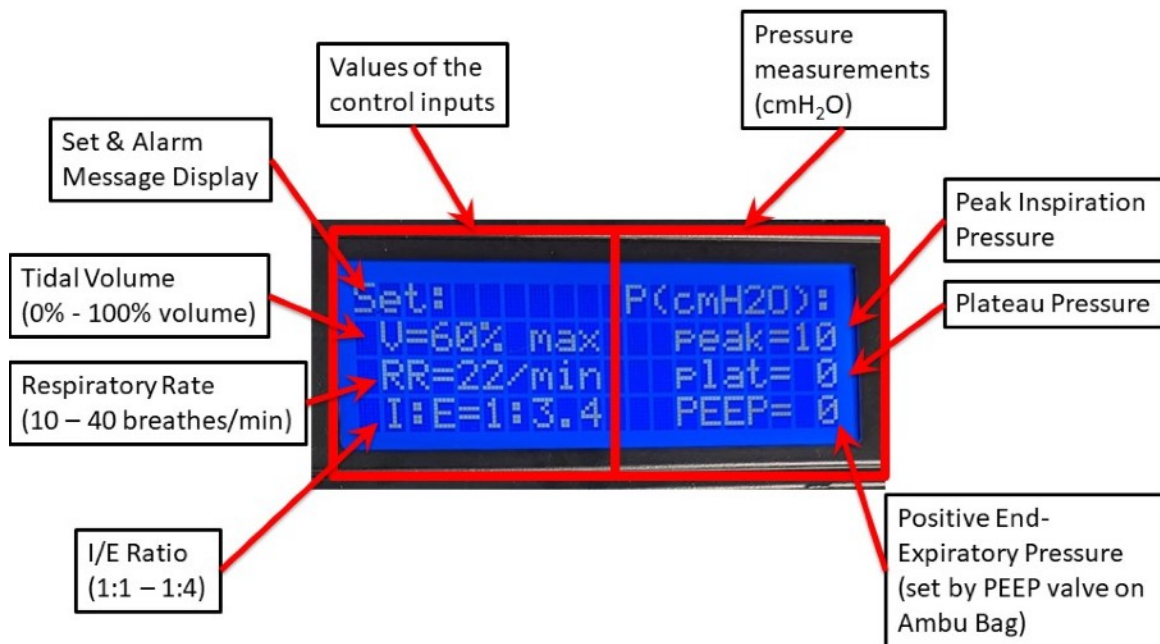 Pressure
measurements
(cmH₂O)
Values of the
control inputs
Set & Alarm
Message Display
Peak Inspiration
Pressure
Tidal Volume
(0% - 100% volume)
Plateau Pressure
Respiratory Rate
(10 – 40 breathes/min)
Set:
V=60% max
RR=22/min
I:E=1:3.4
P(cmH2O):
peak=10
plat= 0
PEEP= 0
I/E Ratio
(1:1 – 1:4)
Positive End-
Expiratory Pressure
(set by PEEP valve on
Ambu Bag)